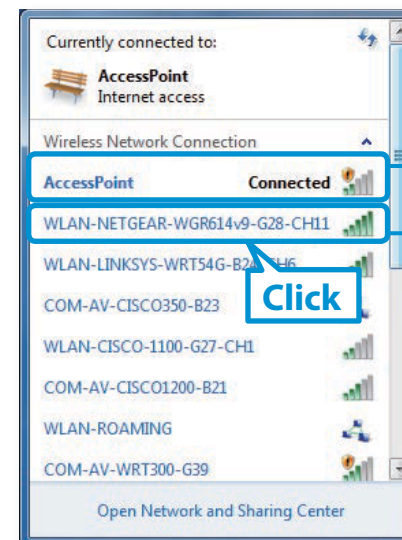 Currently connected to:
AccessPoint
Internet access
Wireless Network Connection
AccessPoint Connected
WLAN-NETGEAR-WGR614v9-G28-CH11
WLAN-LINKSYS-WRT54G-B24-CH6
Click
COM-AV-CISCO350-B23
WLAN-CISCO-1100-G27-CH1
COM-AV-CISCO1200-B21
WLAN-ROAMING
COM-AV-WRT300-G39
Open Network and Sharing Center